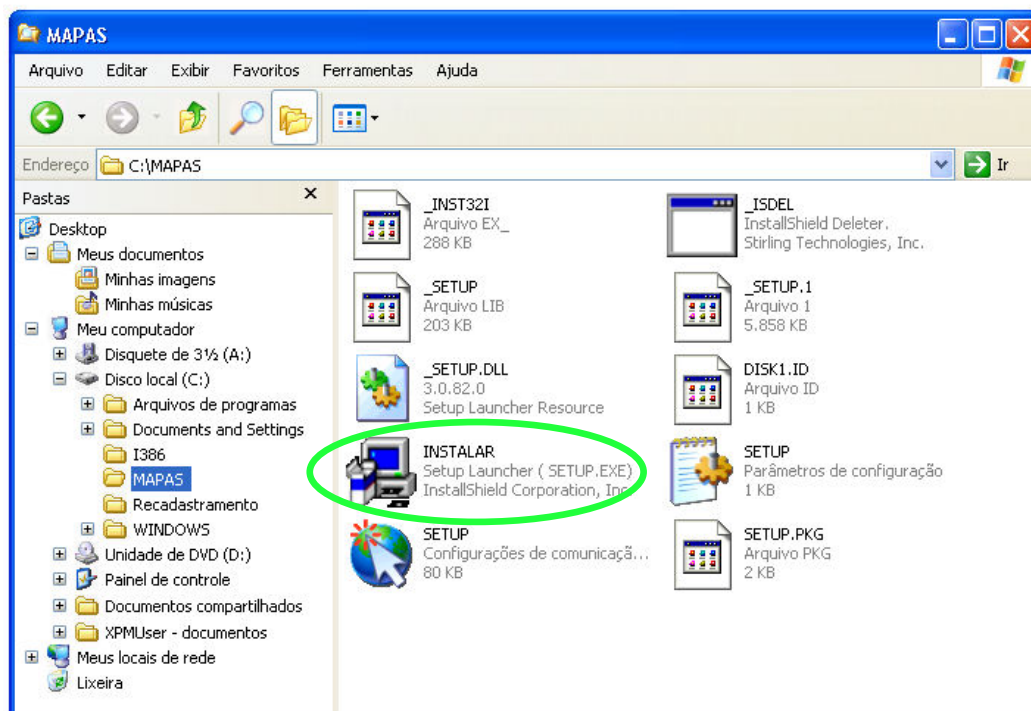 MAPAS
Arquivo Editar Exibir Favoritos Ferramentas Ajuda
Endereço C:\MAPAS Ir
Pastas
Desktop
Meus documentos
Minhas imagens
Minhas músicas
Meu computador
Disquete de 3½ (A:)
Disco local (C:)
Arquivos de programas
Documents and Settings
I386
MAPAS
Recadastramento
WINDOWS
Unidade de DVD (D:)
Painel de controle
Documentos compartilhados
XPMUser - documentos
Meus locais de rede
Lixeira
_INST32I
Arquivo EX_
288 KB
_ISDEL
InstallShield Deleter.
Stirling Technologies, Inc.
_SETUP
Arquivo LIB
203 KB
_SETUP.1
Arquivo 1
5.858 KB
_SETUP.DLL
3.0.82.0
Setup Launcher Resource
DISK1.ID
Arquivo ID
1 KB
INSTALAR
Setup Launcher ( SETUP.EXE)
InstallShield Corporation, Inc
SETUP
Parâmetros de configuração
1 KB
SETUP
Configurações de comunicaçã...
80 KB
SETUP.PKG
Arquivo PKG
2 KB